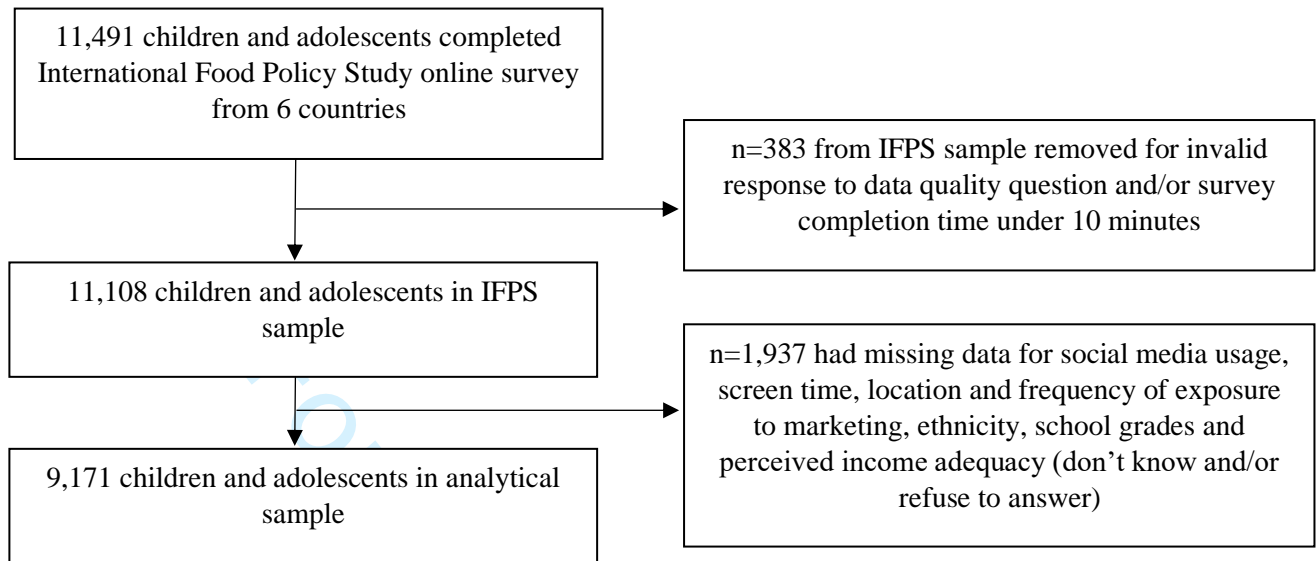 11,491 children and adolescents completed
International Food Policy Study online survey
from 6 countries
n=383 from IFPS sample removed for invalid
response to data quality question and/or survey
completion time under 10 minutes
11,108 children and adolescents in IFPS
sample
n=1,937 had missing data for social media usage,
screen time, location and frequency of exposure
to marketing, ethnicity, school grades and
perceived income adequacy (don’t know and/or
refuse to answer)
9,171 children and adolescents in analytical
sample